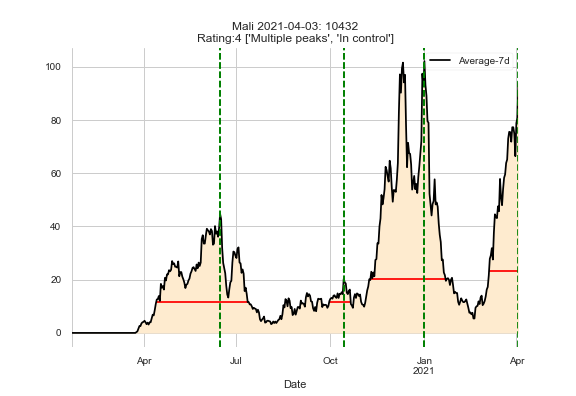 Mali 2021-04-03: 10432
Rating:4 ['Multiple peaks', 'In control']
Average-7d
100
80
60
40
20
0
Apr
Jul
Oct
Jan
2021
Apr
Date